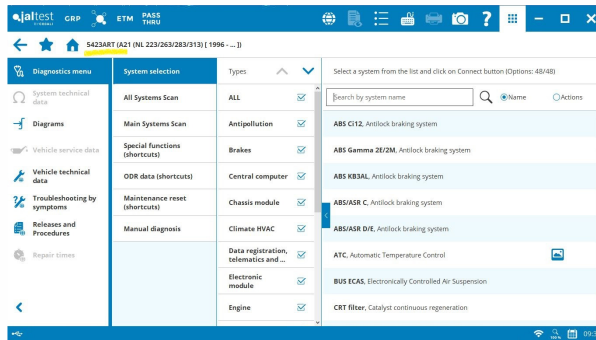 jaltest
GRP
ETM
PASS THRU
5423ART (A21 (NL 223/263/283/313) [ 1996 - ... ])
Diagnostics menu
System technical data
Diagrams
Vehicle service data
Vehicle technical data
Troubleshooting by symptoms
Releases and Procedures
Repair times
System selection
All Systems Scan
Main Systems Scan
Special functions (shortcuts)
ODR data (shortcuts)
Maintenance reset (shortcuts)
Manual diagnosis
Types
ALL
Antipollution
Brakes
Central computer
Chassis module
Climate HVAC
Data registration, telematics and ...
Electronic module
Engine
Select a system from the list and click on Connect button (Options: 48/48)
Search by system name
Name
Actions
ABS Ci12, Antilock braking system
ABS Gamma 2E/2M, Antilock braking system
ABS KB3AL, Antilock braking system
ABS/ASR C, Antilock braking system
ABS/ASR D/E, Antilock braking system
ATC, Automatic Temperature Control
BUS ECAS, Electronically Controlled Air Suspension
CRT filter, Catalyst continuous regeneration
100 %